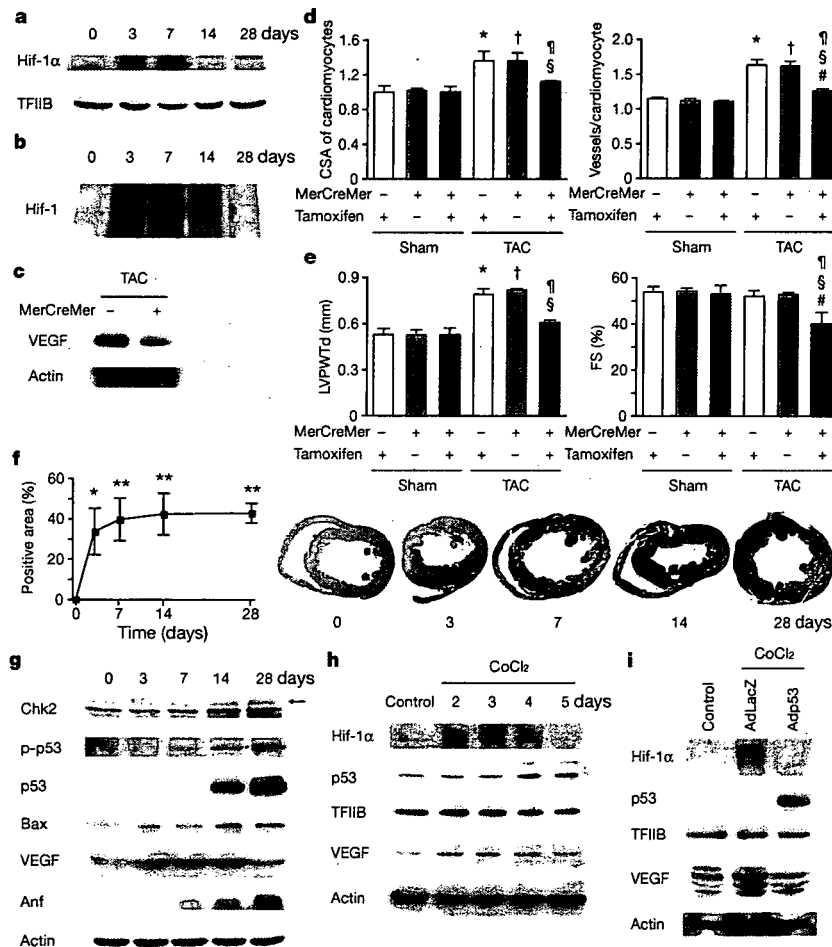 a
0 3 7 14 28 days
Hif-1α
TFIIB
b
0 3 7 14 28 days
Hif-1
c
TAC
MerCreMer − +
VEGF
Actin
d
CSA of cardiomyocytes
1.6
1.2
0.8
0.4
0
* † ¶
§
MerCreMer − + + − + +
Tamoxifen + − + + − +
Sham TAC
Vessels/cardiomyocyte
2.0
1.5
1.0
0.5
0
* † ¶
§
#
MerCreMer − + + − + +
Tamoxifen + − + + − +
Sham TAC
e
LVPWTd (mm)
0.9
0.6
0.3
0
* † ¶
§
MerCreMer − + + − + +
Tamoxifen + − + + − +
Sham TAC
FS (%)
60
40
20
0
¶
§
#
MerCreMer − + + − + +
Tamoxifen + − + + − +
Sham TAC
f
Positive area (%)
60
40
20
0
* ** ** **
0 7 14 28
Time (days)
0 3 7 14 28 days
g
0 3 7 14 28 days
Chk2
p-p53
p53
Bax
VEGF
Anf
Actin
h
CoCl₂
Control 2 3 4 5 days
Hif-1α
p53
TFIIB
VEGF
Actin
i
CoCl₂
Control AdLacZ Adp53
Hif-1α
p53
TFIIB
VEGF
Actin